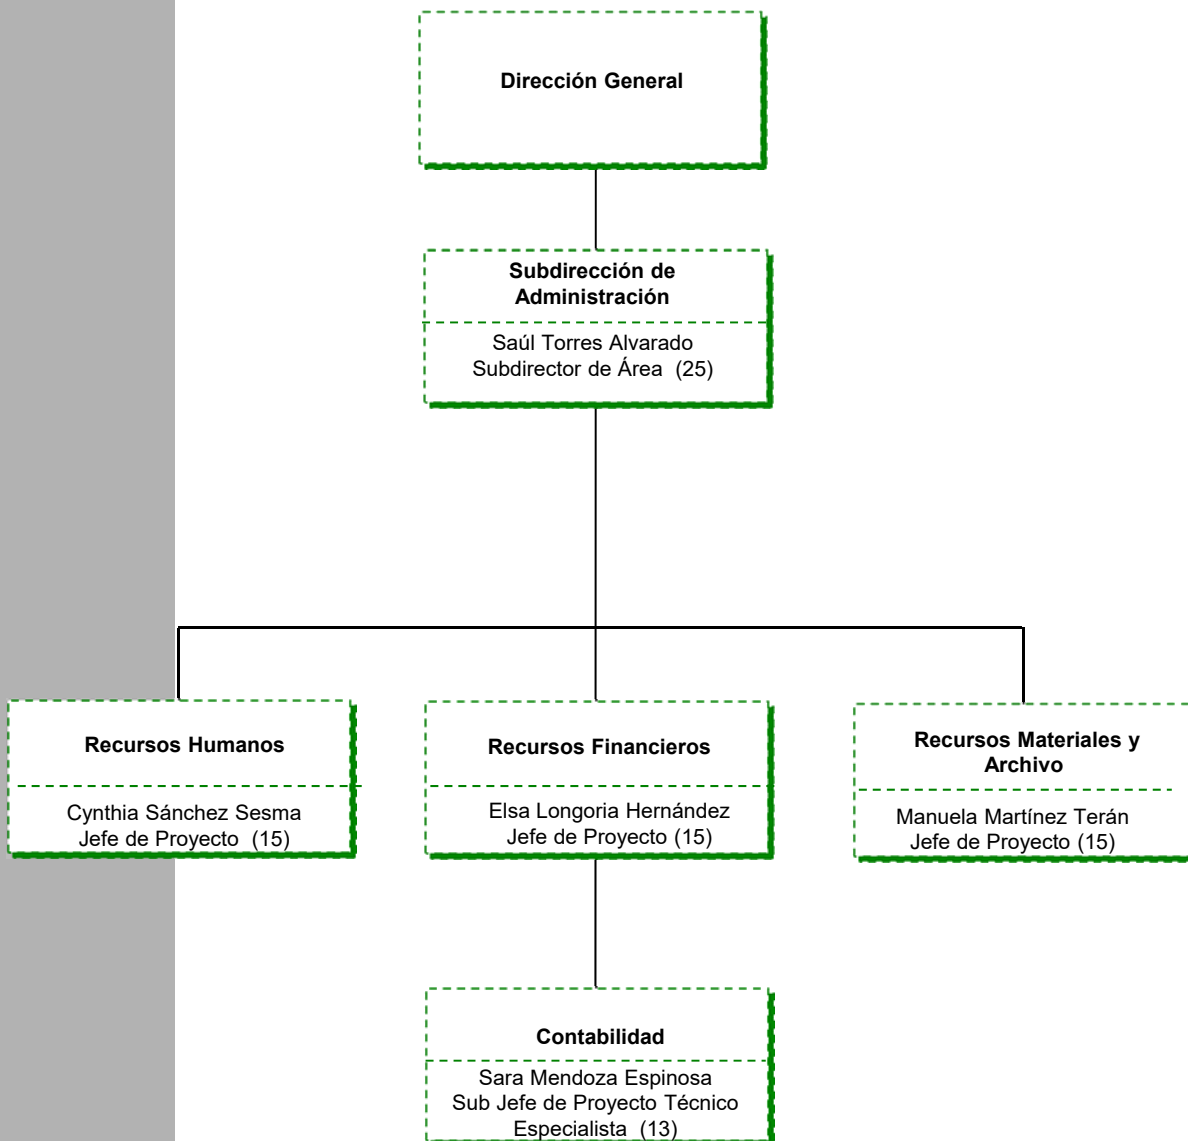 Dirección General
Subdirección de
Administración
Saúl Torres Alvarado
Subdirector de Área  (25)
Recursos Humanos
Cynthia Sánchez Sesma
Jefe de Proyecto  (15)
Recursos Financieros
Elsa Longoria Hernández
Jefe de Proyecto (15)
Recursos Materiales y
Archivo
Manuela Martínez Terán
Jefe de Proyecto (15)
Contabilidad
Sara Mendoza Espinosa
Sub Jefe de Proyecto Técnico
Especialista  (13)